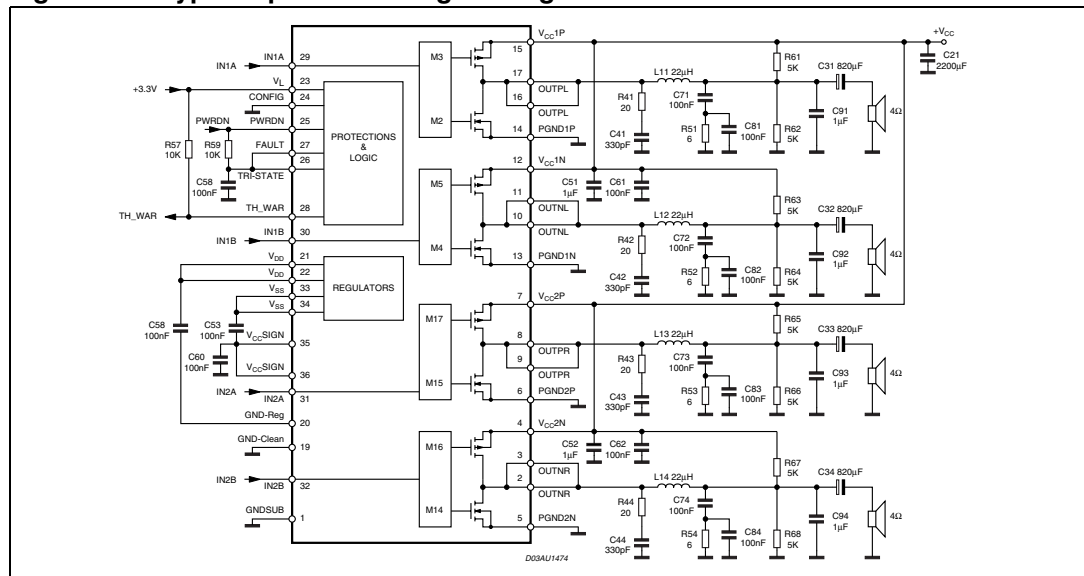 +VCC
C21
2200µF
IN1A
IN1A
29
M3
15
VCC1P
17
OUTPL
16
OUTPL
M2
14
PGND1P
L11 22µH
R41
20
C41
330pF
C71
100nF
R51
6
C81
100nF
R61
5K
R62
5K
C31 820µF
C91
1µF
4Ω
+3.3V
VL
23
CONFIG
24
PWRDN
PWRDN
25
R57
10K
R59
10K
FAULT
27
26
TRI-STATE
C58
100nF
PROTECTIONS
&
LOGIC
TH_WAR
TH_WAR
28
IN1B
IN1B
30
12
VCC1N
M5
11
OUTNL
10
OUTNL
M4
13
PGND1N
C51
1µF
C61
100nF
L12 22µH
R42
20
C42
330pF
C72
100nF
R52
6
C82
100nF
R63
5K
R64
5K
C32 820µF
C92
1µF
4Ω
VDD
21
VDD
22
VSS
33
VSS
34
REGULATORS
C58
100nF
C53
100nF
C60
100nF
VCCSIGN
35
VCCSIGN
36
IN2A
IN2A
31
GND-Reg
20
GND-Clean
19
M17
7
VCC2P
8
OUTPR
9
OUTPR
M15
6
PGND2P
L13 22µH
R43
20
C43
330pF
C73
100nF
R53
6
C83
100nF
R65
5K
R66
5K
C33 820µF
C93
1µF
4Ω
IN2B
IN2B
32
GNDSUB
1
M16
4
VCC2N
3
OUTNR
2
OUTNR
M14
5
PGND2N
C52
1µF
C62
100nF
L14 22µH
R44
20
C44
330pF
C74
100nF
R54
6
C84
100nF
R67
5K
R68
5K
C34 820µF
C94
1µF
4Ω
D03AU1474